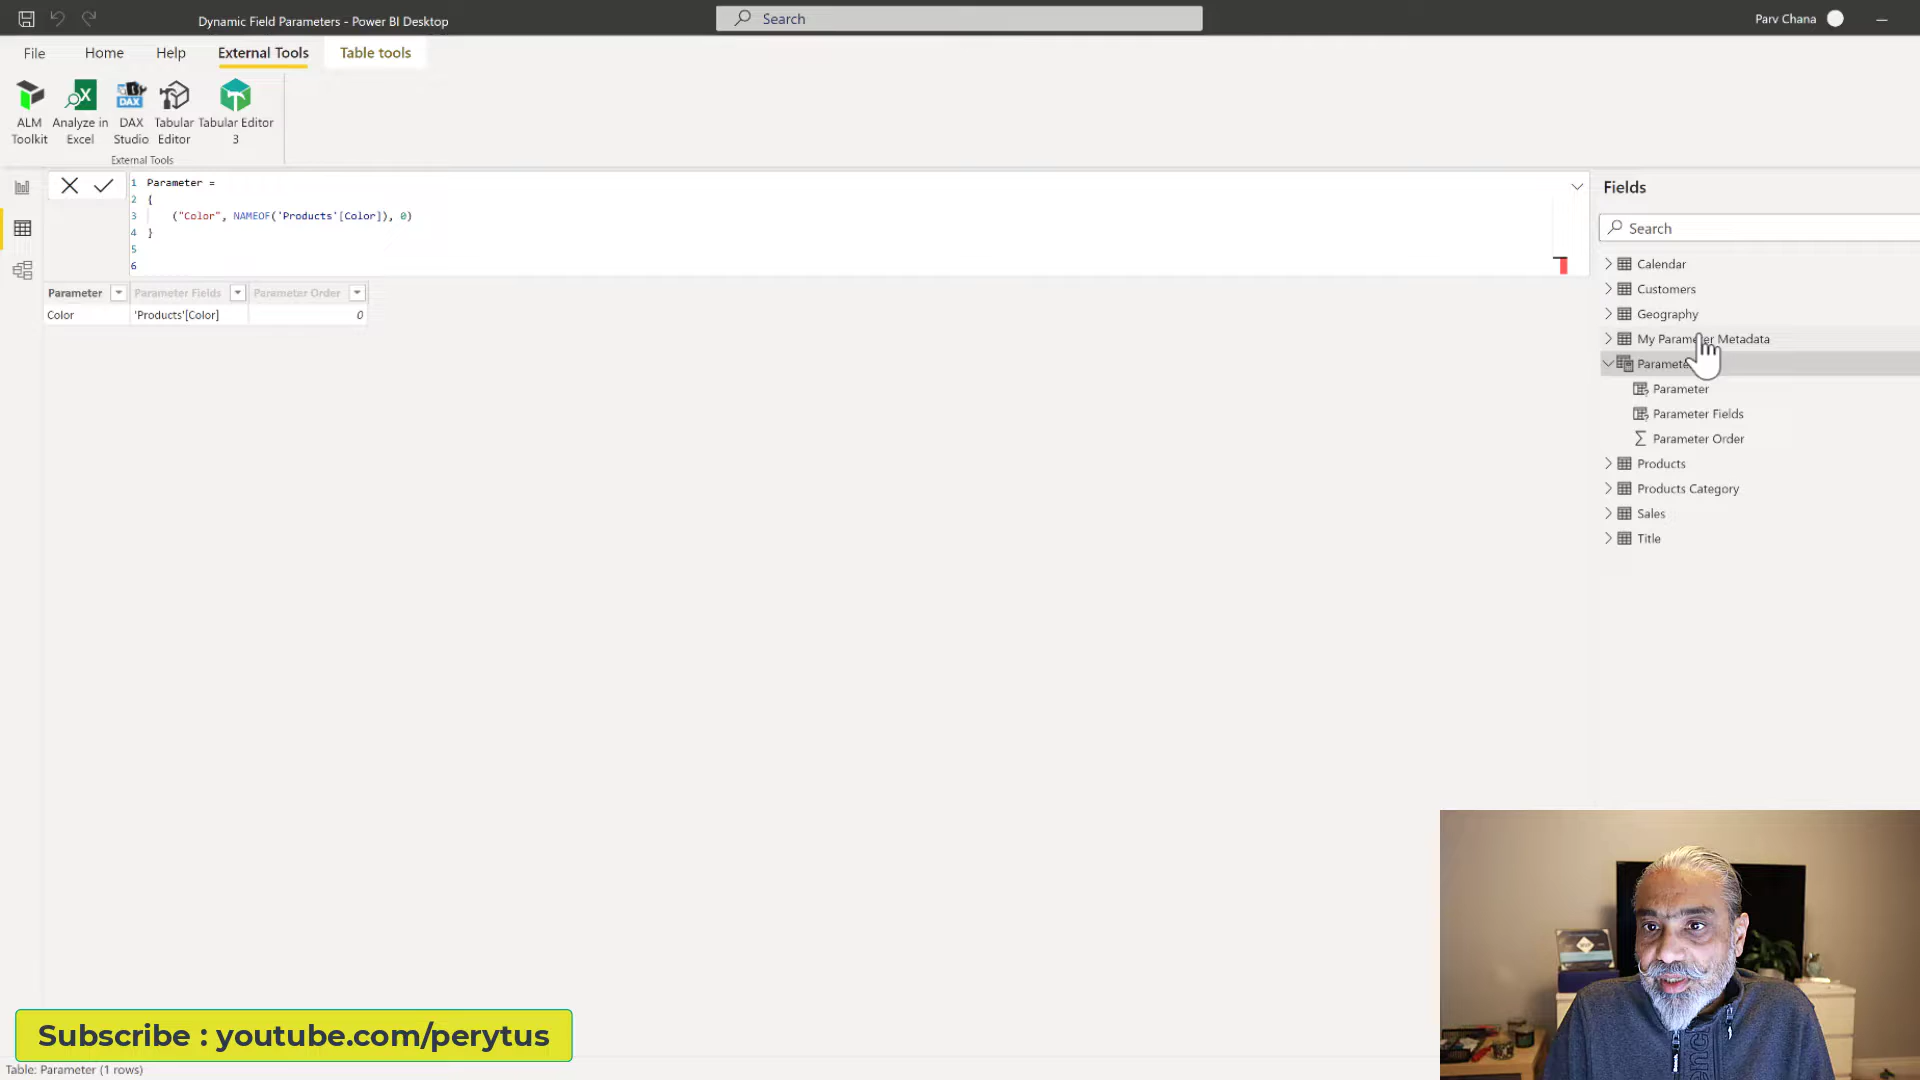 Dynamic Field Parameters - Power BI Desktop
Search
Parv Chana
File
Home
Help
External Tools
Table tools
ALM Toolkit
Analyze in Excel
DAX Studio
Tabular Editor
Tabular Editor 3
External Tools
1 Parameter =
2 {
3 ("Color", NAMEOF('Products'[Color]), 0)
4 }
5
6
Parameter
Parameter Fields
Parameter Order
Color
'Products'[Color]
0
Fields
Search
Calendar
Customers
Geography
My Parameter Metadata
Parameter
Parameter Fields
Parameter Order
Products
Products Category
Sales
Title
Subscribe : youtube.com/perytus
Table: Parameter (1 rows)